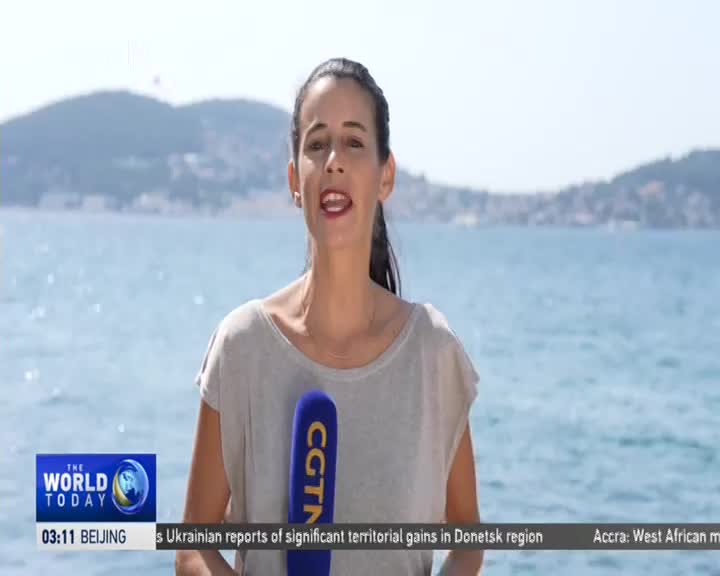 CGTN
THE
WORLD
TODAY
03:11 BEIJING
s Ukrainian reports of significant territorial gains in Donetsk region Accra: West African m